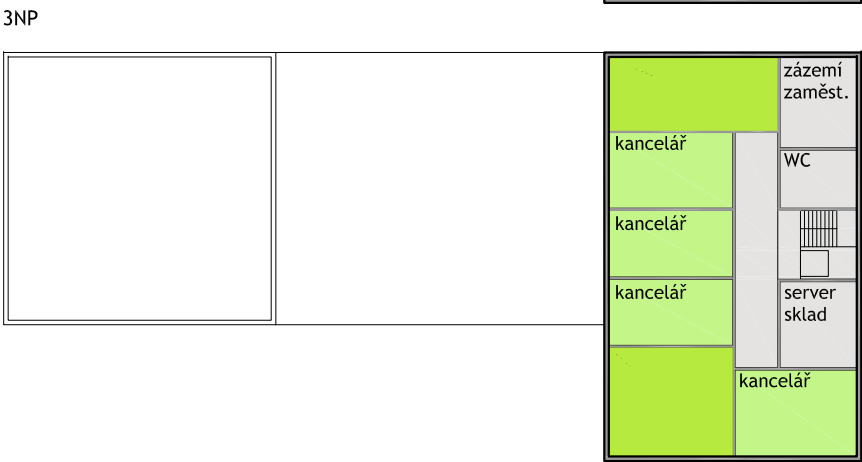 3NP
zázemí
zaměst.
kancelář
WC
kancelář
kancelář
server
sklad
kancelář